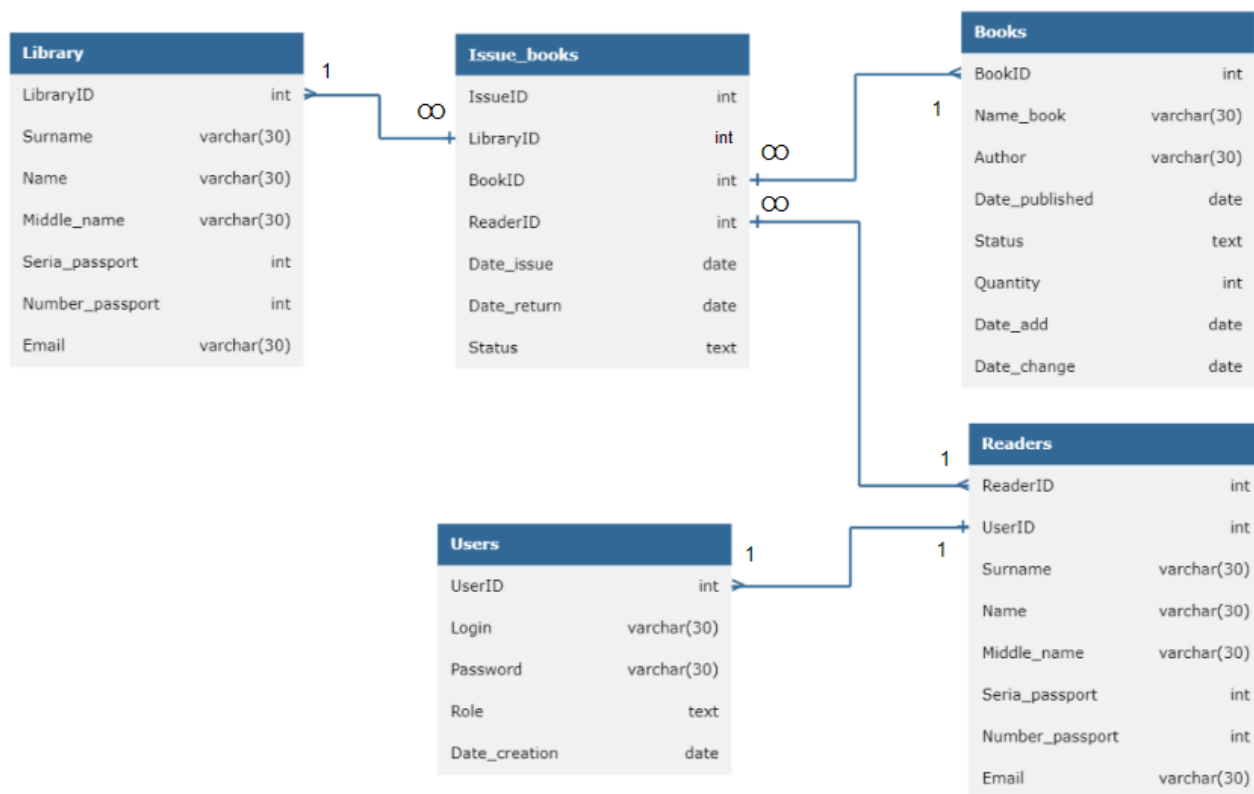 Library
LibraryID int
Surname varchar(30)
Name varchar(30)
Middle_name varchar(30)
Seria_passport int
Number_passport int
Email varchar(30)
1
∞
Issue_books
IssueID int
LibraryID int
BookID int
ReaderID int
Date_issue date
Date_return date
Status text
∞
∞
1
Books
BookID int
Name_book varchar(30)
Author varchar(30)
Date_published date
Status text
Quantity int
Date_add date
Date_change date
Users
UserID int
Login varchar(30)
Password varchar(30)
Role text
Date_creation date
1
1
1
Readers
ReaderID int
UserID int
Surname varchar(30)
Name varchar(30)
Middle_name varchar(30)
Seria_passport int
Number_passport int
Email varchar(30)